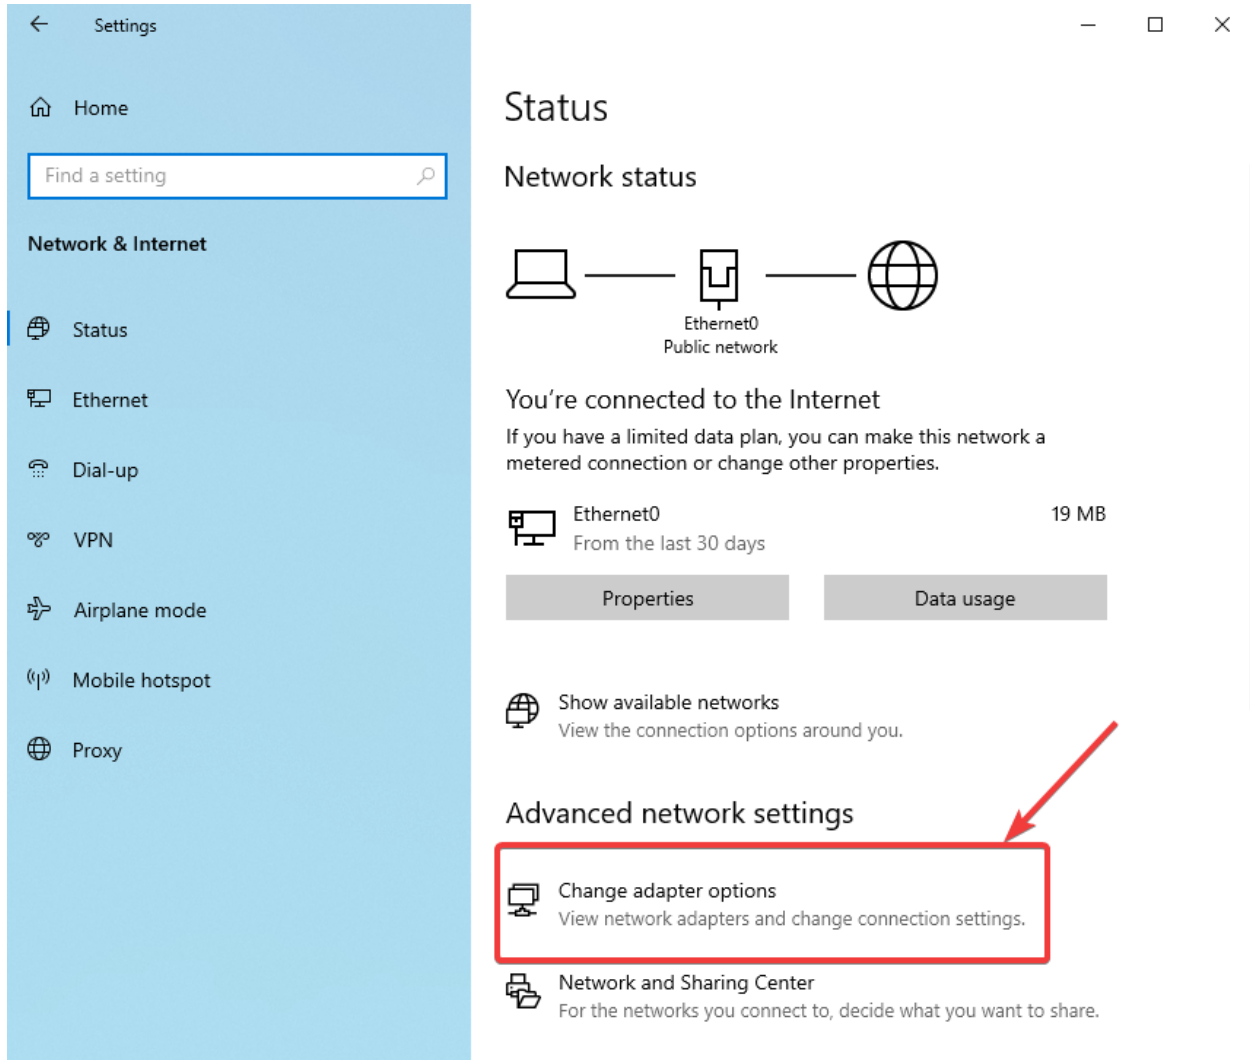 Settings
Home
Find a setting
Network & Internet
Status
Ethernet
Dial-up
VPN
Airplane mode
Mobile hotspot
Proxy
Status
Network status
Ethernet0
Public network
You're connected to the Internet
If you have a limited data plan, you can make this network a
metered connection or change other properties.
Ethernet0
19 MB
From the last 30 days
Properties
Data usage
Show available networks
View the connection options around you.
Advanced network settings
Change adapter options
View network adapters and change connection settings.
Network and Sharing Center
For the networks you connect to, decide what you want to share.